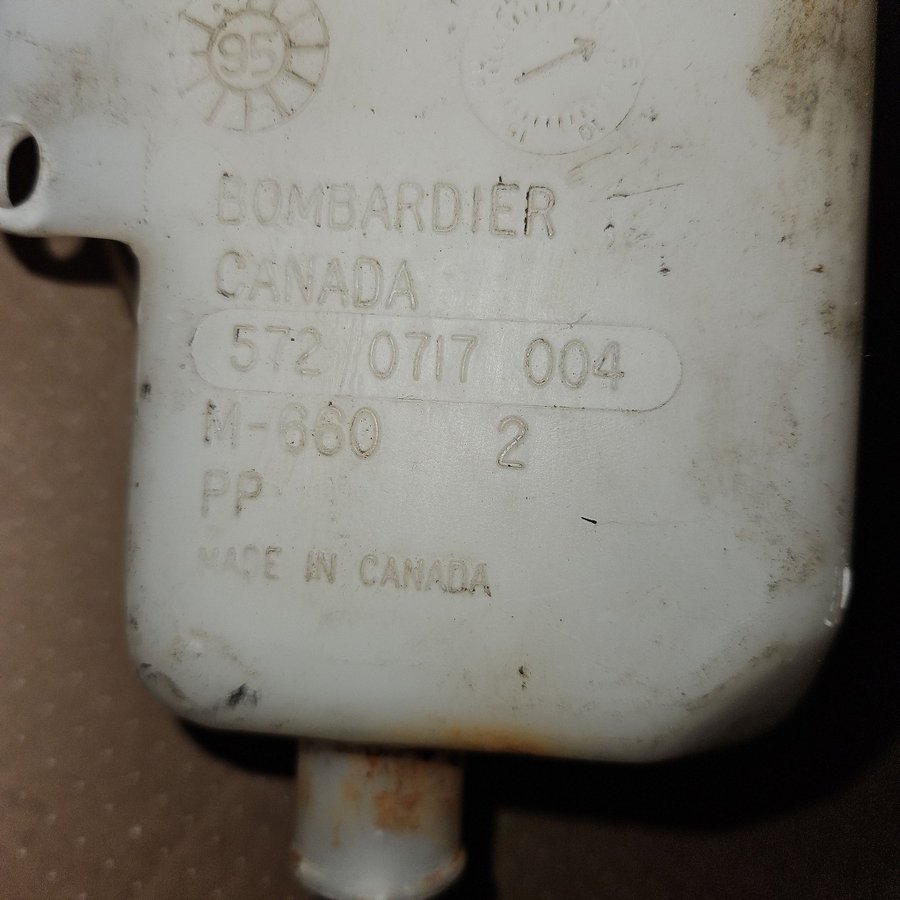 95
BOMBARDIER
CANADA
572 0717 004
M-660 2
PP
MADE IN CANADA